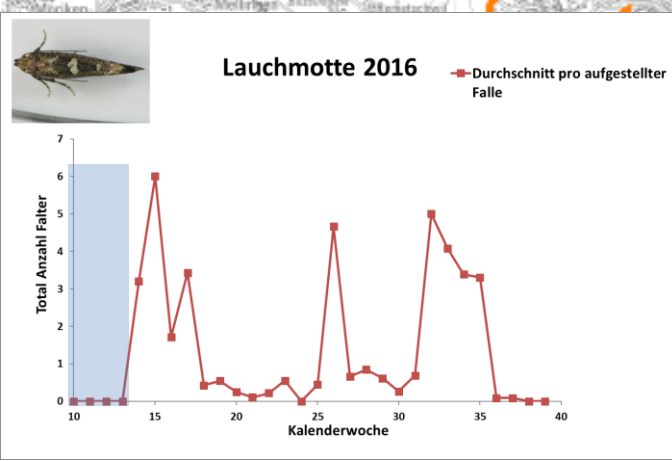 Lauchmotte 2016
Durchschnitt pro aufgestellter
Falle
Total Anzahl Falter
7
6
5
4
3
2
1
0
10 15 20 25 30 35 40
Kalenderwoche